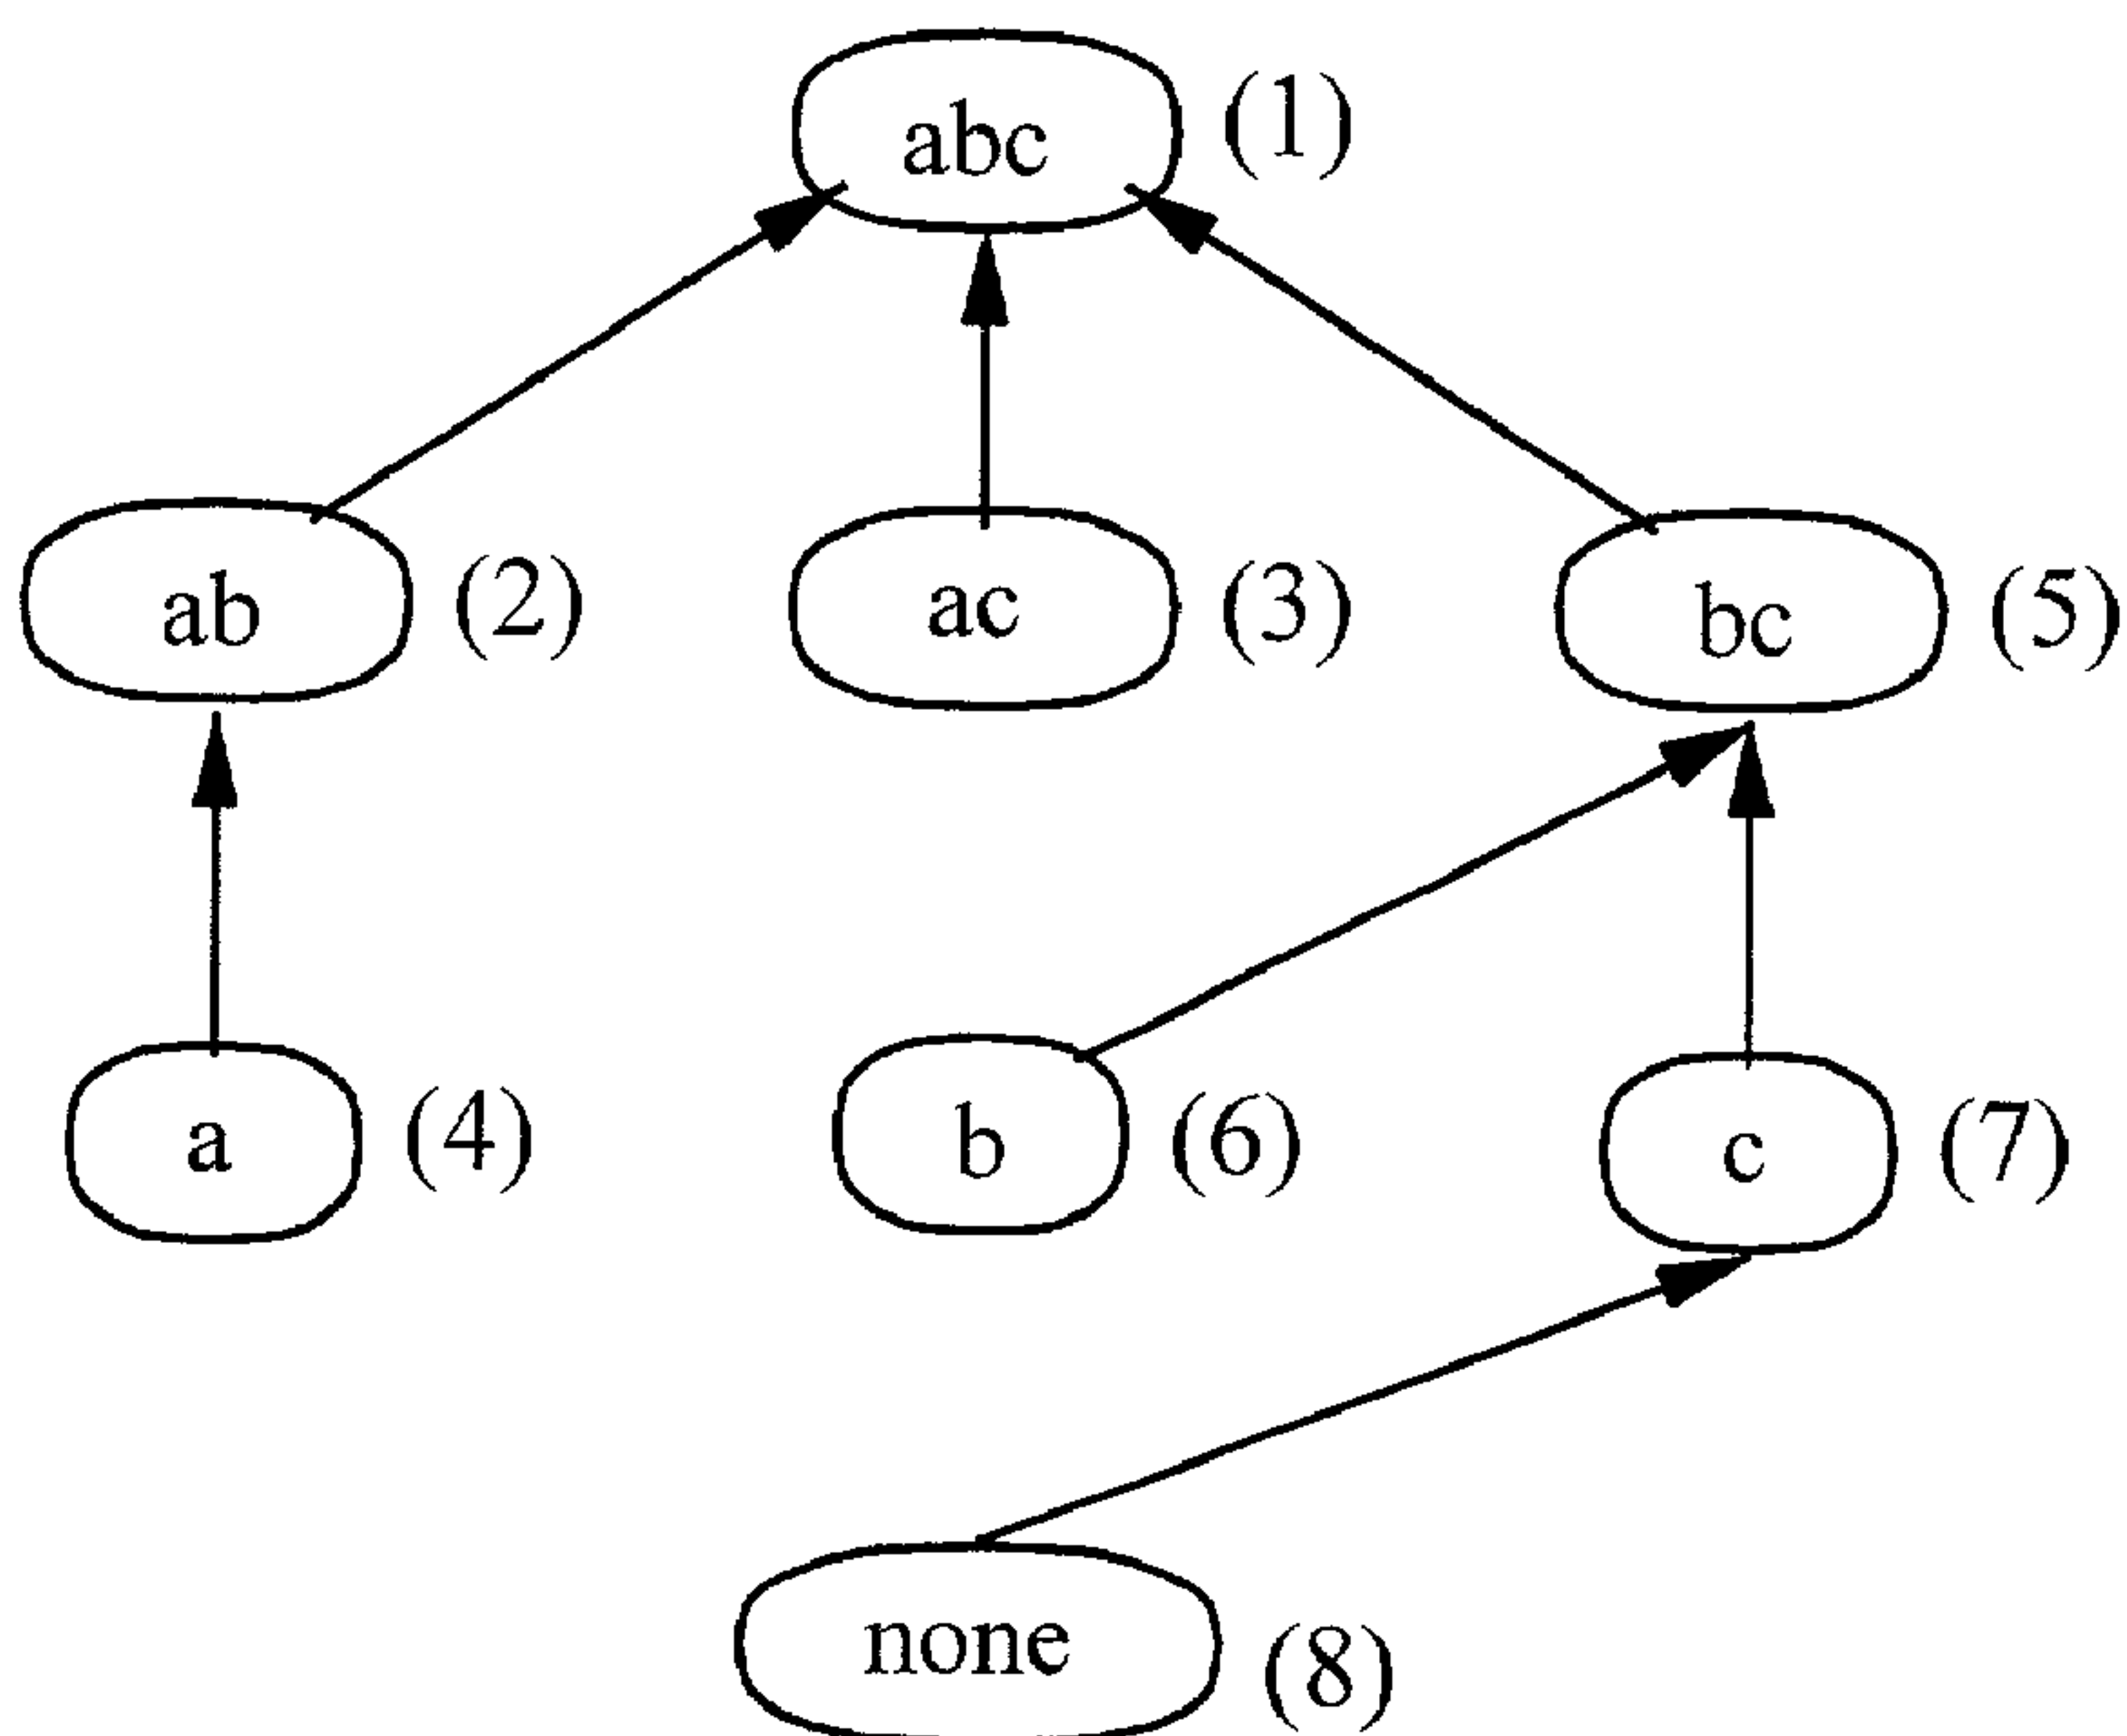 abc (1)
ab (2) ac (3) bc (5)
a (4) b (6) c (7)
none (8)